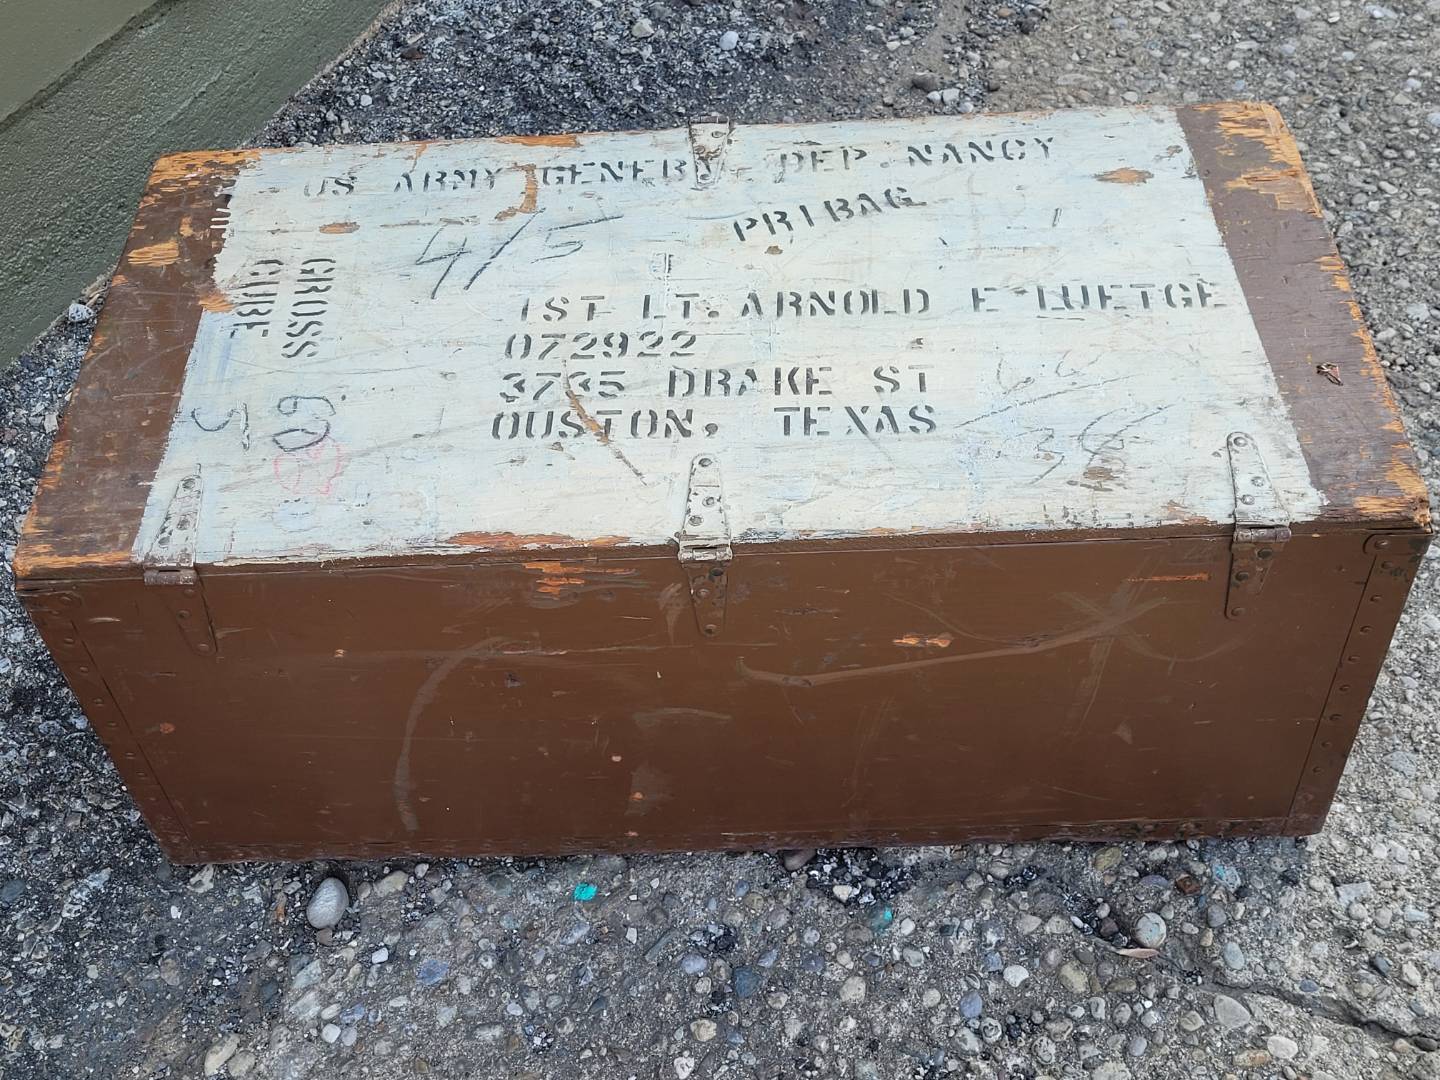 US ARMY GENERAL DEP. NANCY
PRIBAG
4/5
1ST LT. ARNOLD E LUETGE
072922
3735 DRAKE ST
OUSTON, TEXAS
GROSS
CUBE